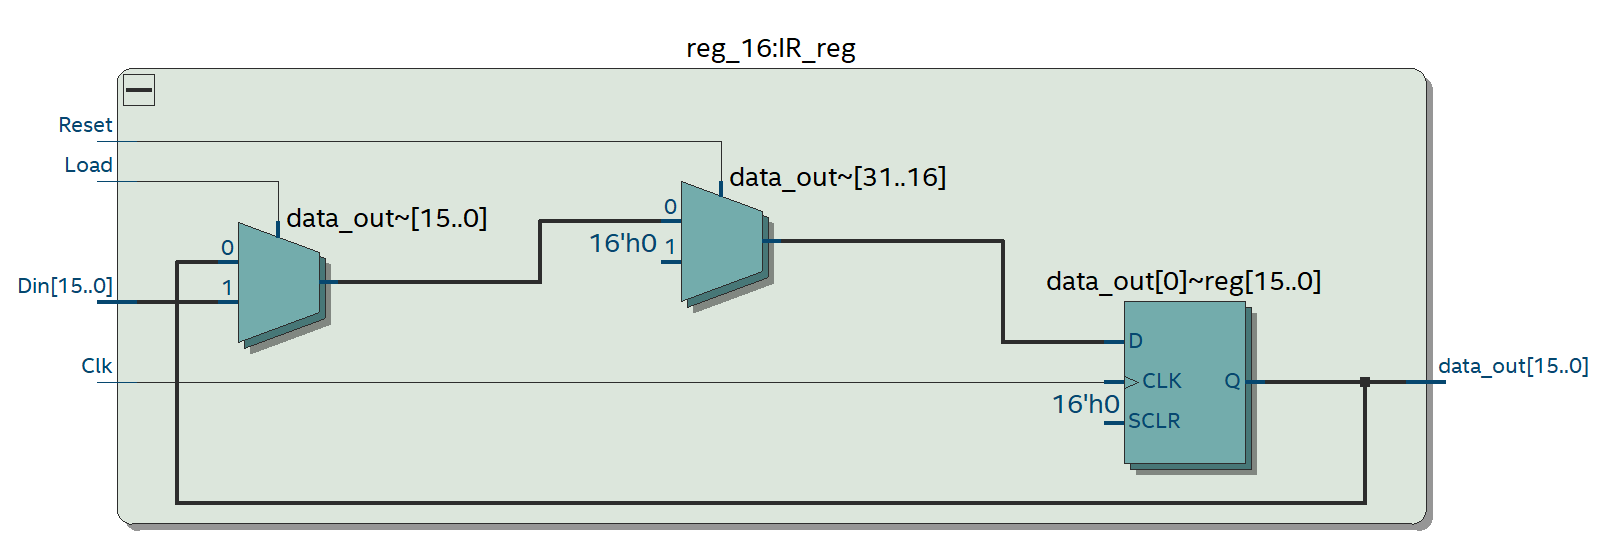 reg_16:IR_reg
Reset
Load
data_out~[31..16]
data_out~[15..0]
0
16'h0
1
0
Din[15..0]
1
data_out[0]~reg[15..0]
D
Clk
CLK
Q
data_out[15..0]
16'h0
SCLR